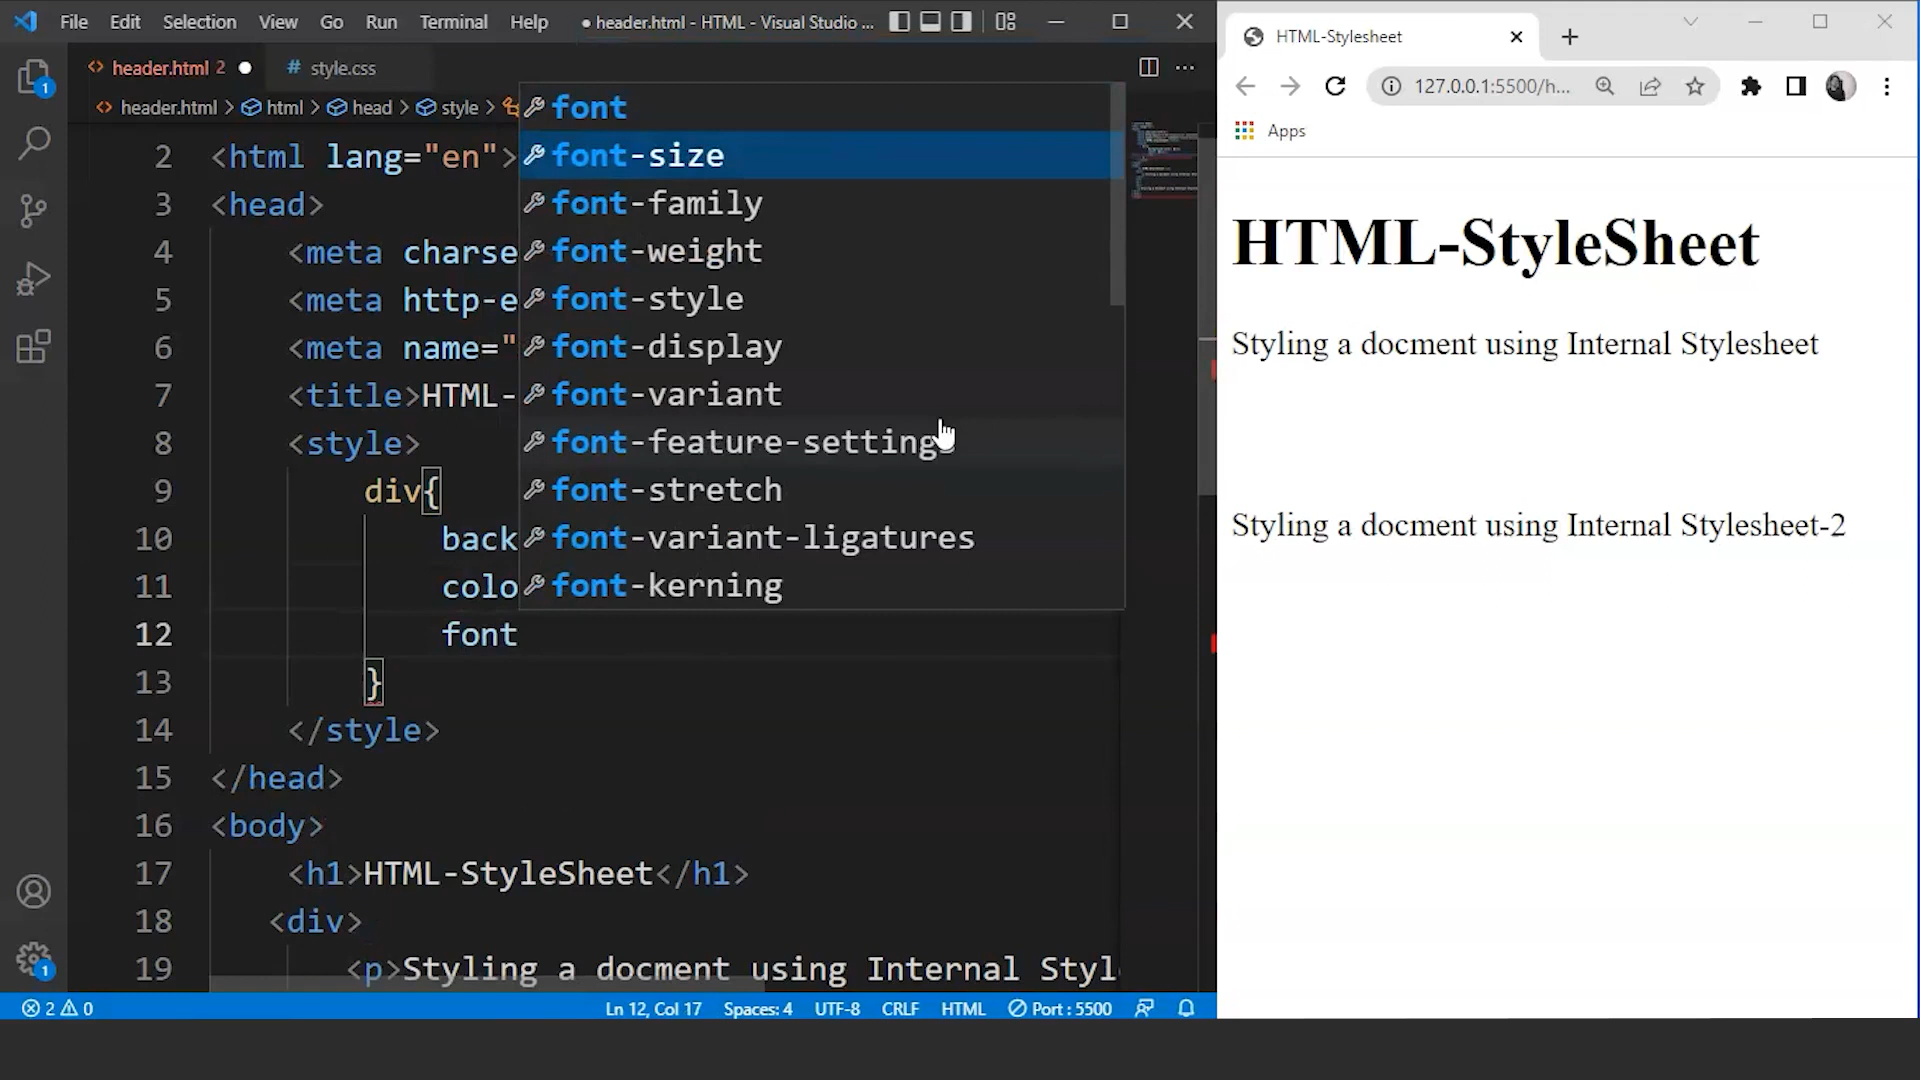 File Edit Selection View Go Run Terminal Help ● header.html - HTML - Visual Studio ...
header.html 2 ● # style.css
header.html > html > head > style >
2 <html lang="en">
3 <head>
4 <meta charse
5 <meta http-e
6 <meta name="
7 <title>HTML-
8 <style>
9 div{
10 back
11 colo
12 font
13 }
14 </style>
15 </head>
16 <body>
17 <h1>HTML-StyleSheet</h1>
18 <div>
19 <p>Styling a docment using Internal Styl
font
font-size
font-family
font-weight
font-style
font-display
font-variant
font-feature-settings
font-stretch
font-variant-ligatures
font-kerning
1
1
2 0 Ln 12, Col 17 Spaces: 4 UTF-8 CRLF HTML Port : 5500
HTML-Stylesheet
127.0.0.1:5500/h...
Apps
HTML-StyleSheet
Styling a docment using Internal Stylesheet
Styling a docment using Internal Stylesheet-2